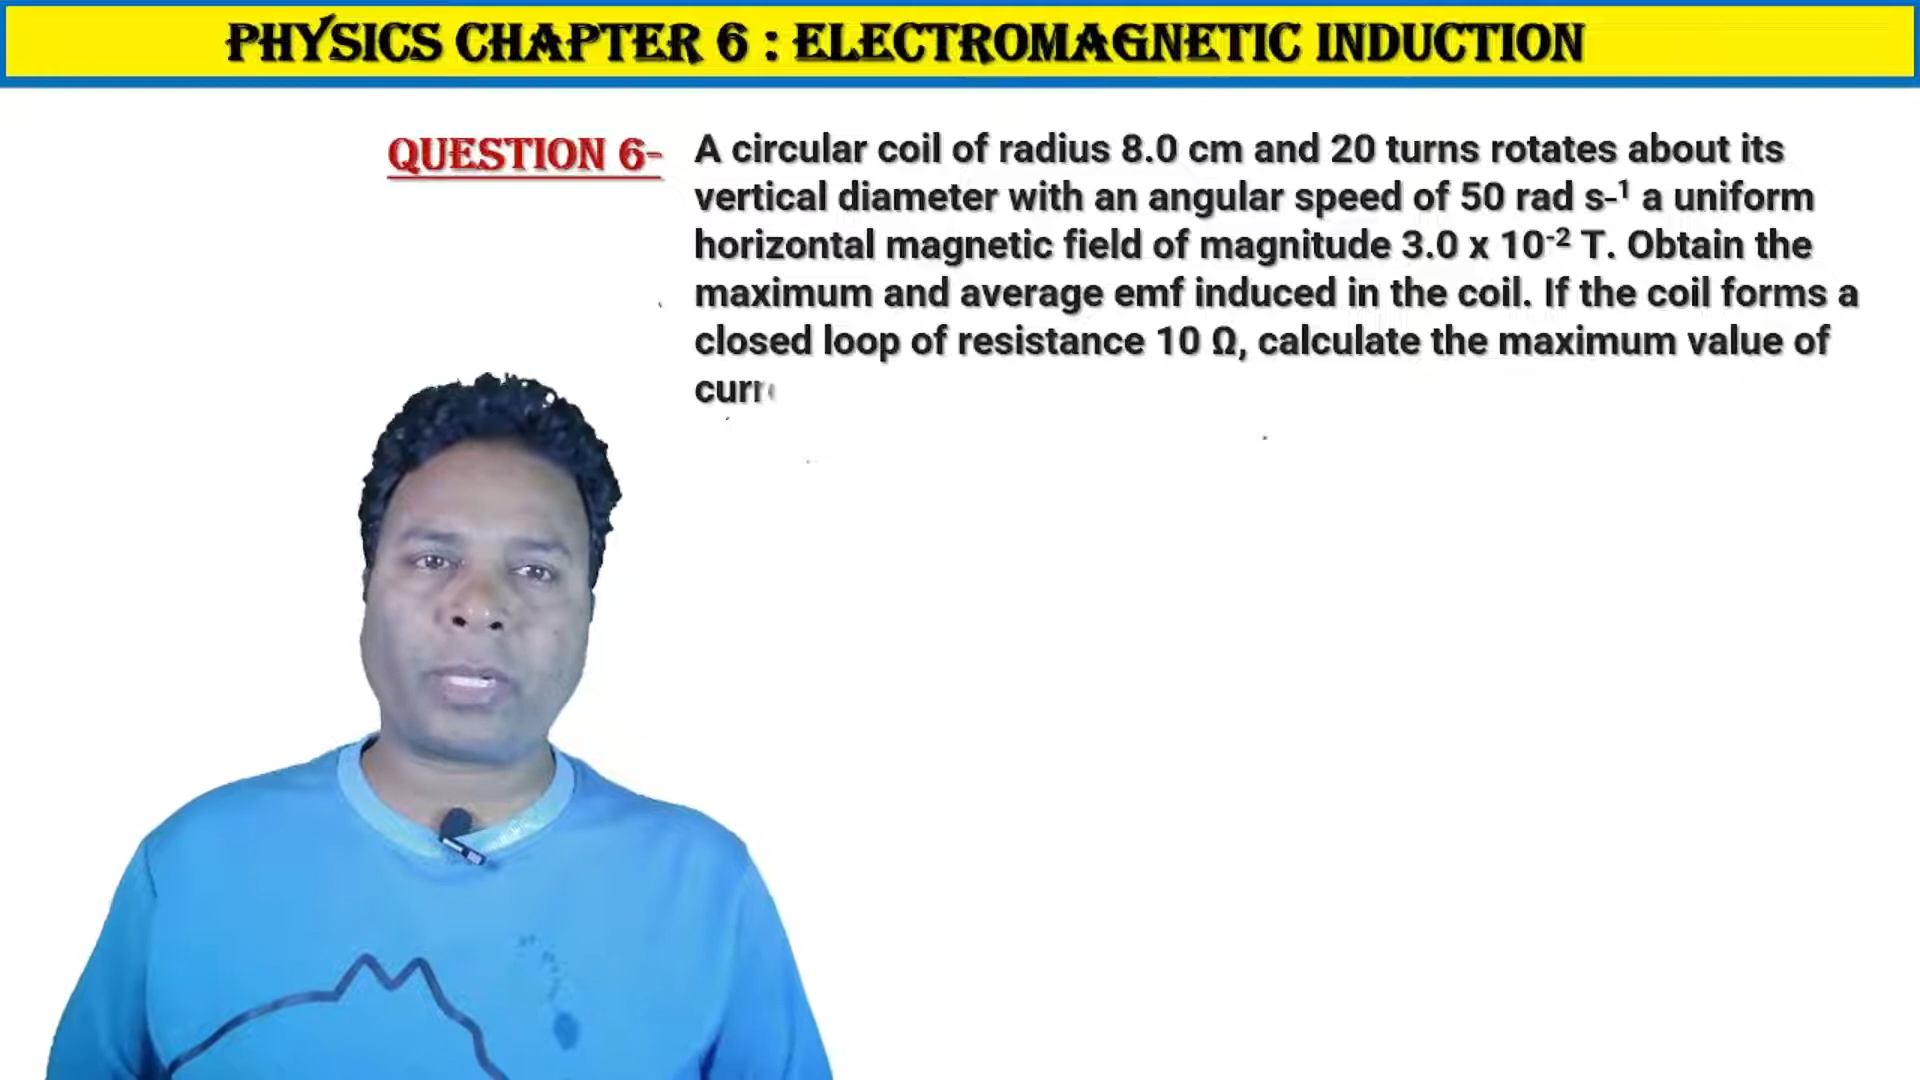 PHYSICS CHAPTER 6 : ELECTROMAGNETIC INDUCTION
QUESTION 6-
A circular coil of radius 8.0 cm and 20 turns rotates about its
vertical diameter with an angular speed of 50 rad s-¹ a uniform
horizontal magnetic field of magnitude 3.0 x 10⁻² T. Obtain the
maximum and average emf induced in the coil. If the coil forms a
closed loop of resistance 10 Ω, calculate the maximum value of